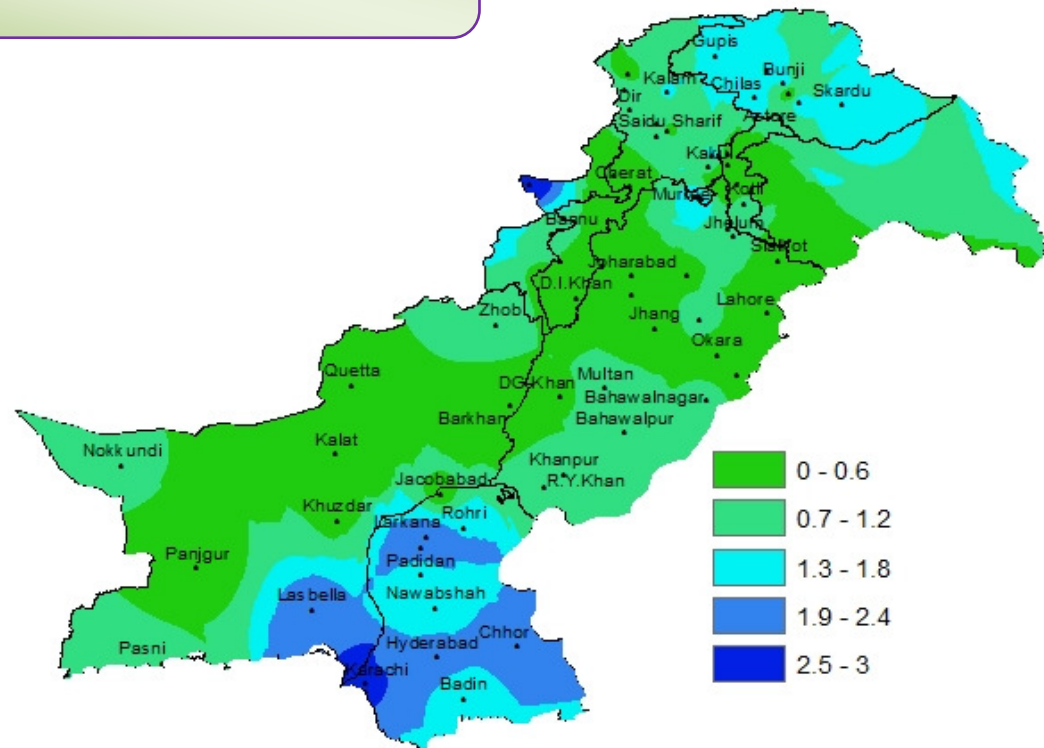 Gupis
Bunji
Kalam
Chilas
Skardu
Dir
Astore
Saidu Sharif
Kakul
Cherat
Kotli
Murree
Bannu
Jhelum
Sialkot
Joharabad
D.I.Khan
Lahore
Zhob
Jhang
Okara
Quetta
Multan
DG Khan
Bahawalnagar
Barkhan
Bahawalpur
Kalat
Nokkundi
Khanpur
Jacobabad
R.Y.Khan
Khuzdar
Rohri
Larkana
Padidan
Panjgur
Lasbella
Nawabshah
Chhor
Pasni
Hyderabad
Karachi
Badin
0 - 0.6
0.7 - 1.2
1.3 - 1.8
1.9 - 2.4
2.5 - 3